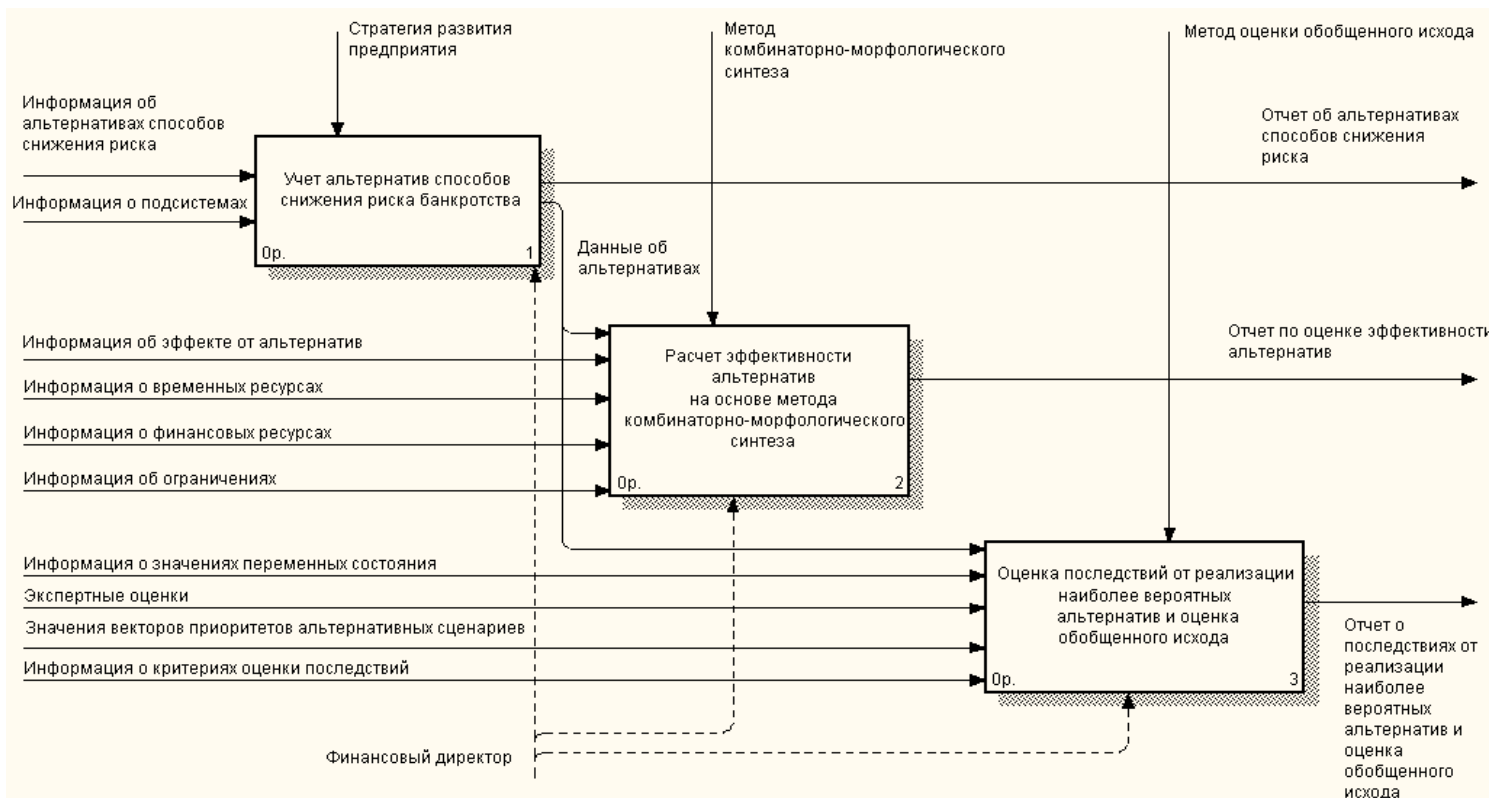 Стратегия развития
предприятия
Метод
комбинаторно-морфологического
синтеза
Метод оценки обобщенного исхода
Информация об
альтернативах способов
снижения риска
Отчет об альтернативах
способов снижения
риска
Учет альтернатив способов
снижения риска банкротства
0р.
1
Информация о подсистемах
Данные об
альтернативах
Информация об эффекте от альтернатив
Информация о временных ресурсах
Информация о финансовых ресурсах
Информация об ограничениях
Расчет эффективности
альтернатив
на основе метода
комбинаторно-морфологического
синтеза
0р.
2
Отчет по оценке эффективности
альтернатив
Информация о значениях переменных состояния
Экспертные оценки
Значения векторов приоритетов альтернативных сценариев
Информация о критериях оценки последствий
Оценка последствий от реализации
наиболее вероятных
альтернатив и оценка
обобщенного исхода
0р.
3
Отчет о
последствиях от
реализации
наиболее
вероятных
альтернатив и
оценка
обобщенного
исхода
Финансовый директор